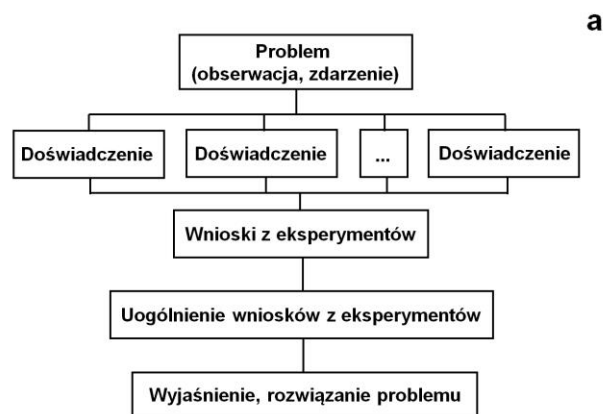 a
Problem
(obserwacja, zdarzenie)
Doświadczenie
Doświadczenie
...
Doświadczenie
Wnioski z eksperymentów
Uogólnienie wniosków z eksperymentów
Wyjaśnienie, rozwiązanie problemu